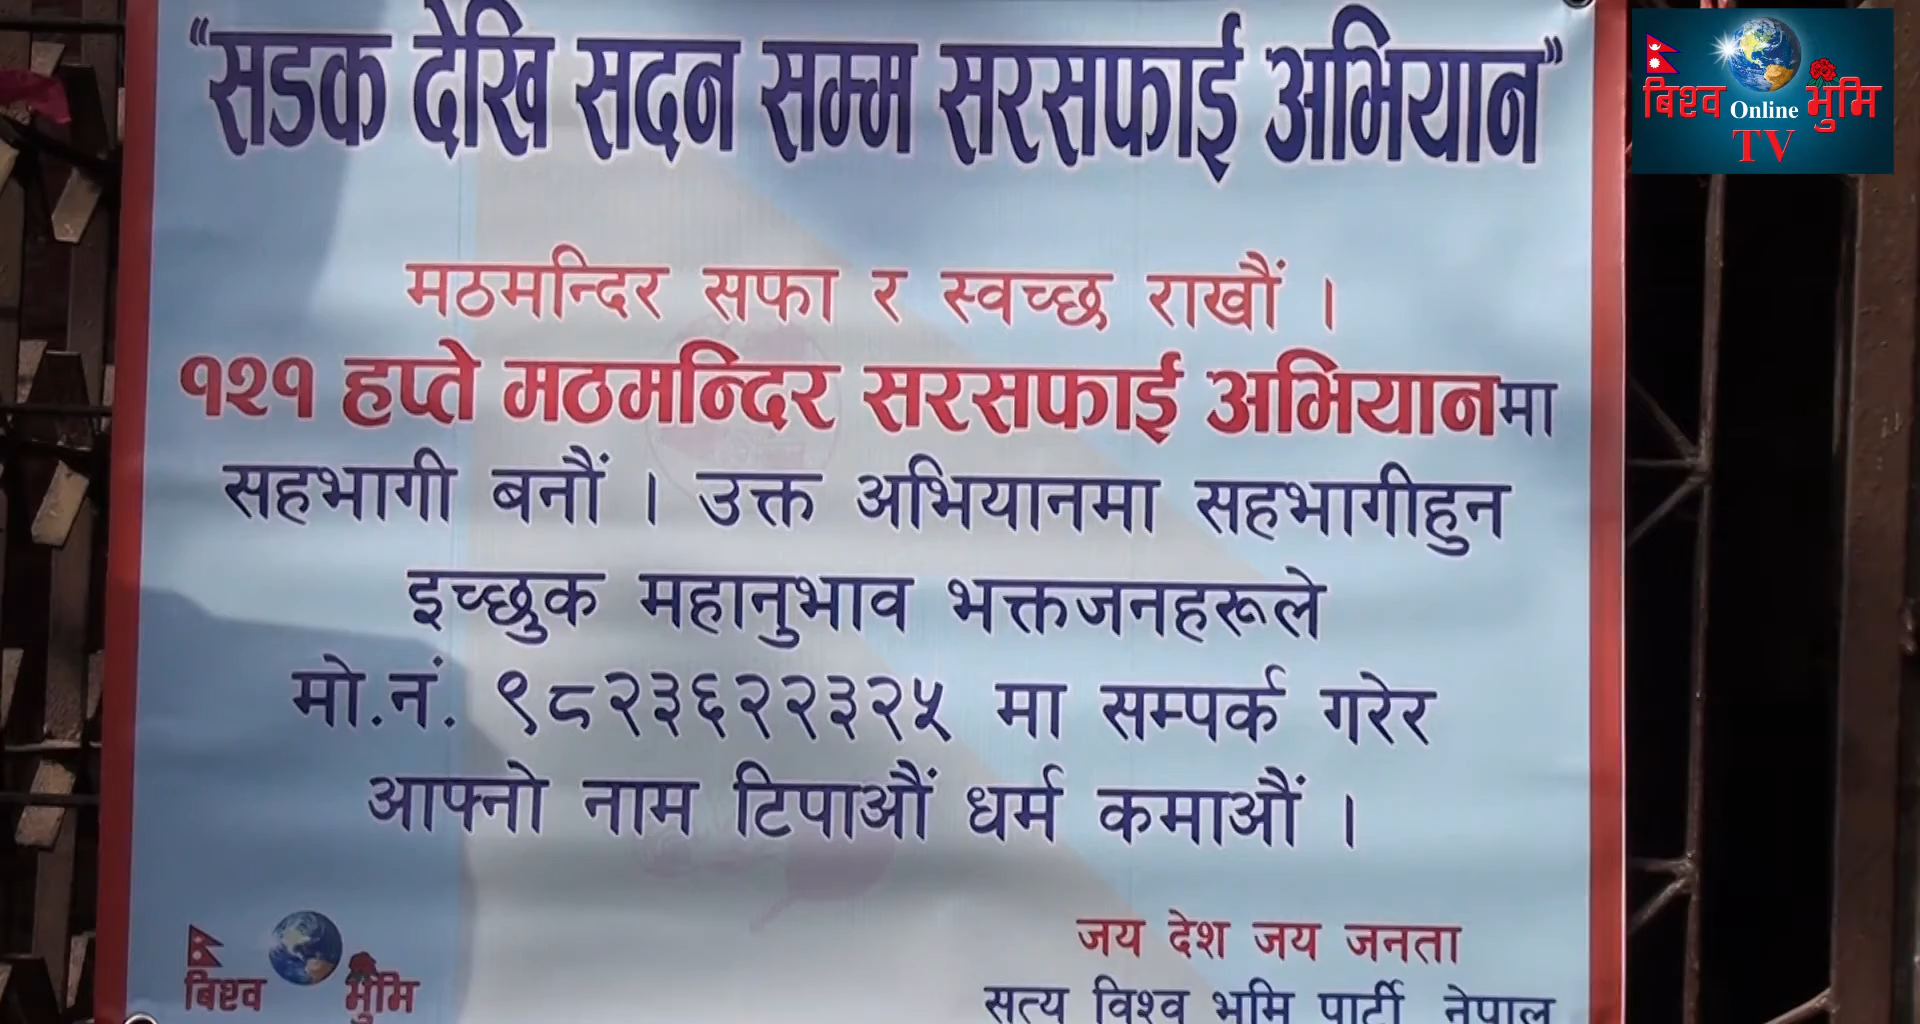 “सडक देखि सदन सम्म सरसफाई अभियान”
बिश्व Online भुमि
TV
मठमन्दिर सफा र स्वच्छ राखौं ।
१२१ हप्ते मठमन्दिर सरसफाई अभियानमा
सहभागी बनौं । उक्त अभियानमा सहभागीहुन
इच्छुक महानुभाव भक्तजनहरूले
मो.नं. ९८२३६२२३२५ मा सम्पर्क गरेर
आफ्नो नाम टिपाऔं धर्म कमाऔं ।
जय देश जय जनता
बिश्व भुमि
सत्य विश्व भुमि पार्टी नेपाल